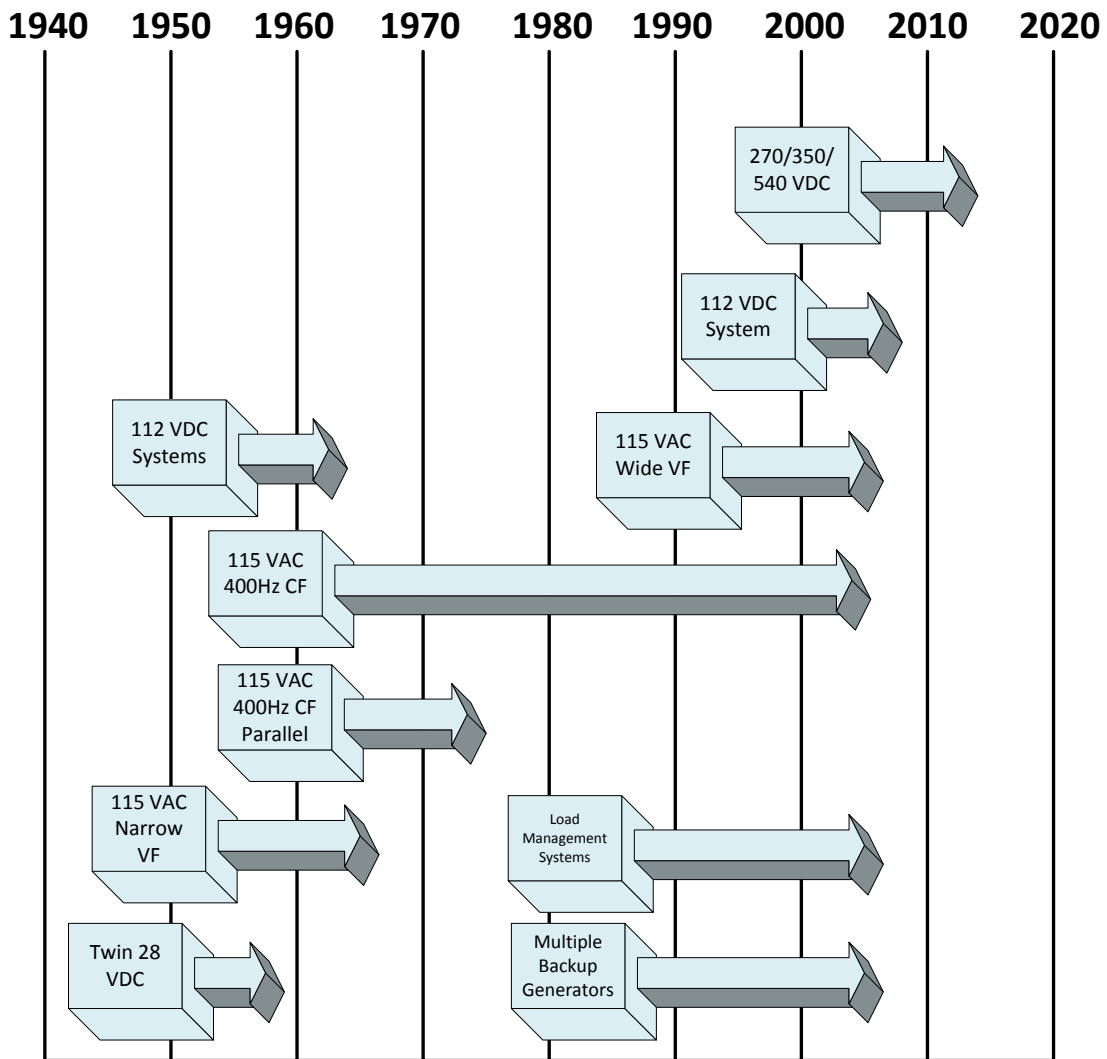 1940 1950 1960 1970 1980 1990 2000 2010 2020
270/350/
540 VDC
112 VDC
System
112 VDC
Systems
115 VAC
Wide VF
115 VAC
400Hz CF
115 VAC
400Hz CF
Parallel
115 VAC
Narrow
VF
Load
Management
Systems
Twin 28
VDC
Multiple
Backup
Generators